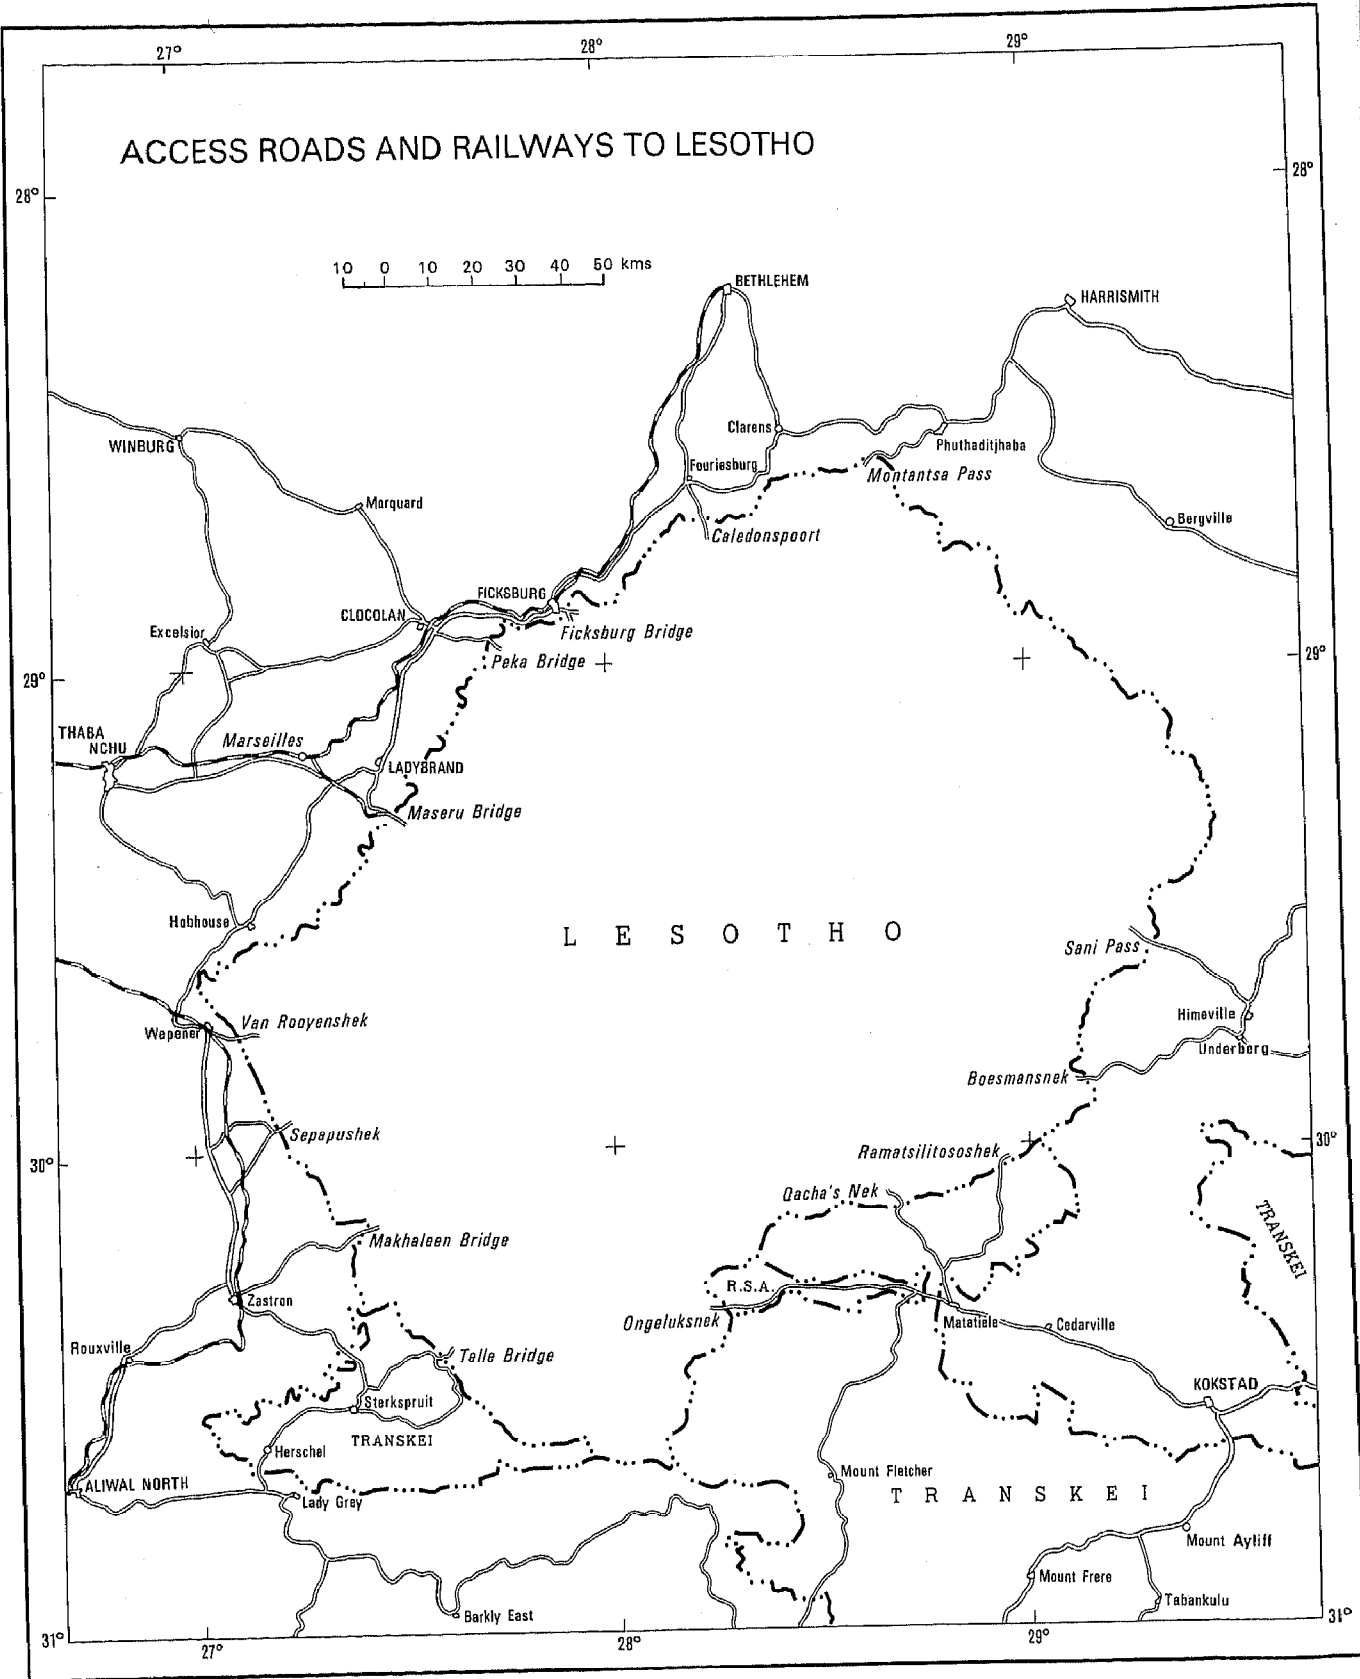 27°
28°
29°
ACCESS ROADS AND RAILWAYS TO LESOTHO
28°
28°
10 0 10 20 30 40 50 kms
BETHLEHEM
HARRISMITH
Clarens
WINBURG
Phuthaditjhaba
Fouriesburg
Montantsa Pass
Marquard
Bergville
Caledonspoort
FICKSBURG
CLOCOLAN
Excelsior
Ficksburg Bridge
Peka Bridge
29°
29°
THABA
NCHU
Marseilles
LADYBRAND
Maseru Bridge
Hobhouse
LESOTHO
Sani Pass
Himeville
Van Rooyenshek
Wepener
Underberg
Boesmansnek
Sepapushek
30°
Ramatsilitososhek
30°
Qacha's Nek
TRANSKEI
Makhaleen Bridge
R.S.A.
Zastron
Ongeluksnek
Matatiele
Cedarville
Rouxville
Telle Bridge
KOKSTAD
Sterkspruit
TRANSKEI
Herschel
Mount Fletcher
ALIWAL NORTH
TRANSKEI
Lady Grey
Mount Ayliff
Mount Frere
Tabankulu
Barkly East
31°
31°
27°
28°
29°